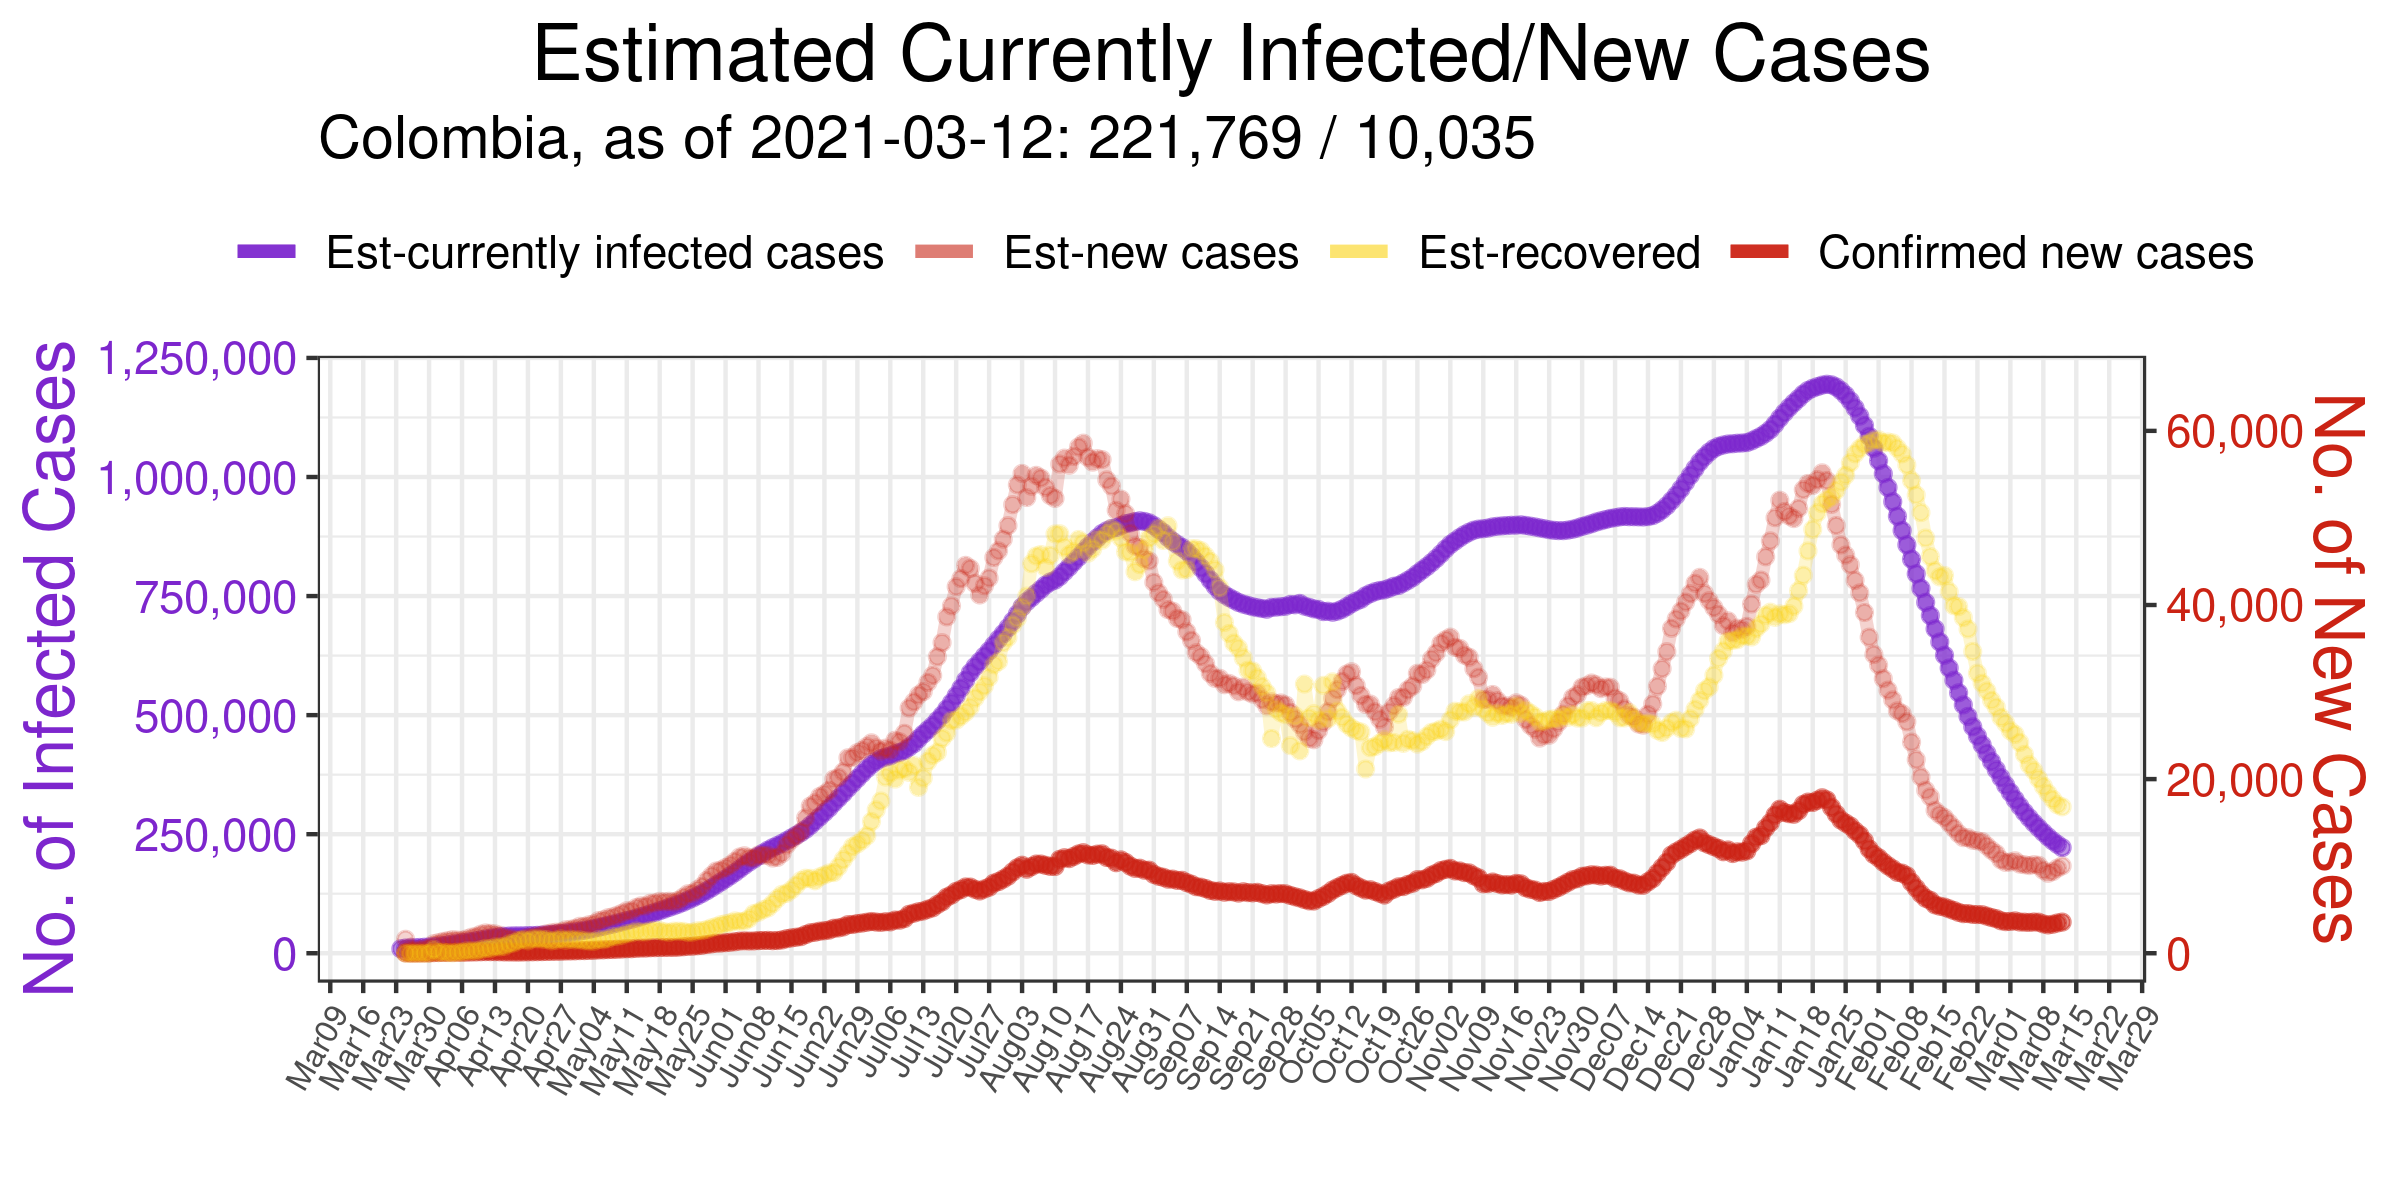 Estimated Currently Infected/New Cases
Colombia, as of 2021-03-12: 221,769 / 10,035
Est-currently infected cases Est-new cases Est-recovered Confirmed new cases
No. of Infected Cases
1,250,000
1,000,000
750,000
500,000
250,000
0
60,000
40,000
20,000
0
No. of New Cases
Mar09 Mar16 Mar23 Mar30 Apr06 Apr13 Apr20 Apr27 May04 May11 May18 May25 Jun01 Jun08 Jun15 Jun22 Jun29 Jul06 Jul13 Jul20 Jul27 Aug03 Aug10 Aug17 Aug24 Aug31 Sep07 Sep14 Sep21 Sep28 Oct05 Oct12 Oct19 Oct26 Nov02 Nov09 Nov16 Nov23 Nov30 Dec07 Dec14 Dec21 Dec28 Jan04 Jan11 Jan18 Jan25 Feb01 Feb08 Feb15 Feb22 Mar01 Mar08 Mar15 Mar22 Mar29